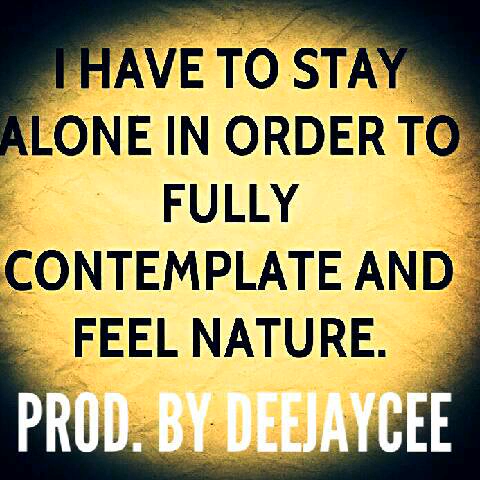 I HAVE TO STAY
ALONE IN ORDER TO
FULLY
CONTEMPLATE AND
FEEL NATURE.
PROD. BY DEEJAYCEE